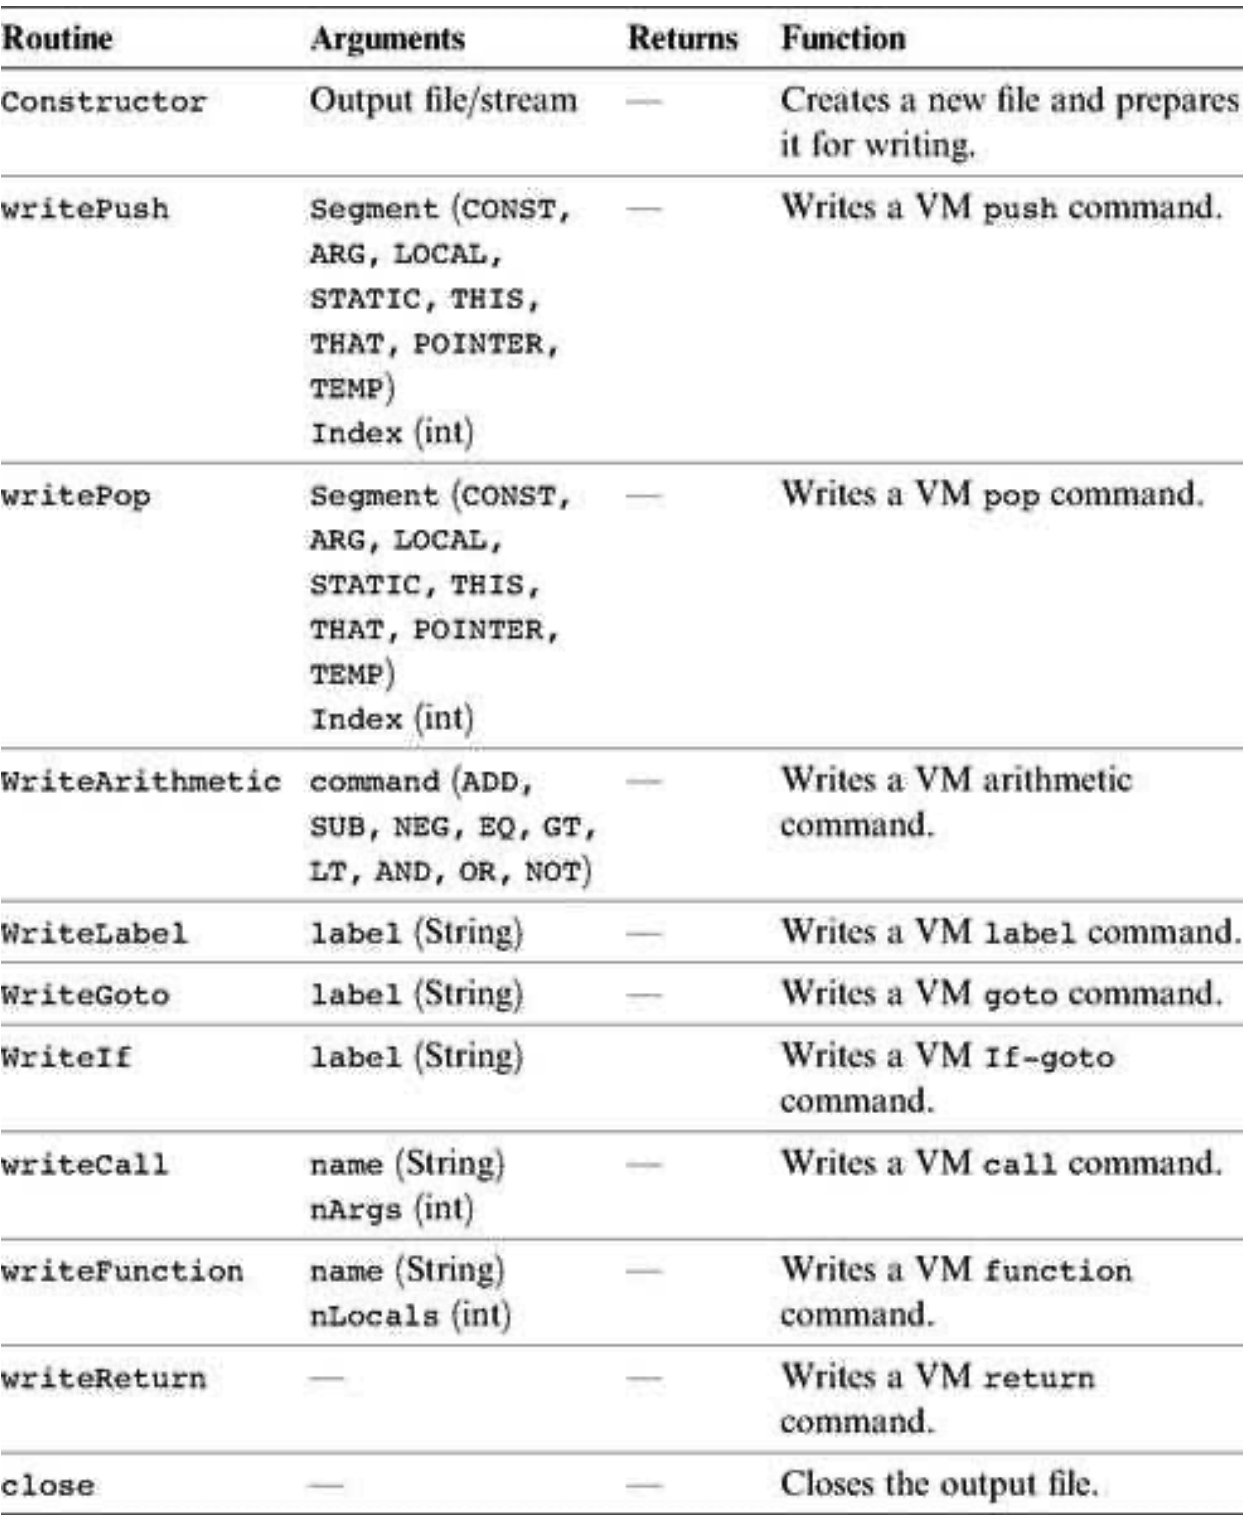 Routine Arguments Returns Function
Constructor Output file/stream — Creates a new file and prepares
it for writing.
writePush Segment (CONST, — Writes a VM push command.
ARG, LOCAL,
STATIC, THIS,
THAT, POINTER,
TEMP)
Index (int)
writePop Segment (CONST, — Writes a VM pop command.
ARG, LOCAL,
STATIC, THIS,
THAT, POINTER,
TEMP)
Index (int)
WriteArithmetic command (ADD, — Writes a VM arithmetic
SUB, NEG, EQ, GT, command.
LT, AND, OR, NOT)
WriteLabel label (String) — Writes a VM label command.
WriteGoto label (String) — Writes a VM goto command.
WriteIf label (String) Writes a VM If-goto
command.
writeCall name (String) — Writes a VM call command.
nArgs (int)
writeFunction name (String) — Writes a VM function
nLocals (int) command.
writeReturn — — Writes a VM return
command.
close — — Closes the output file.